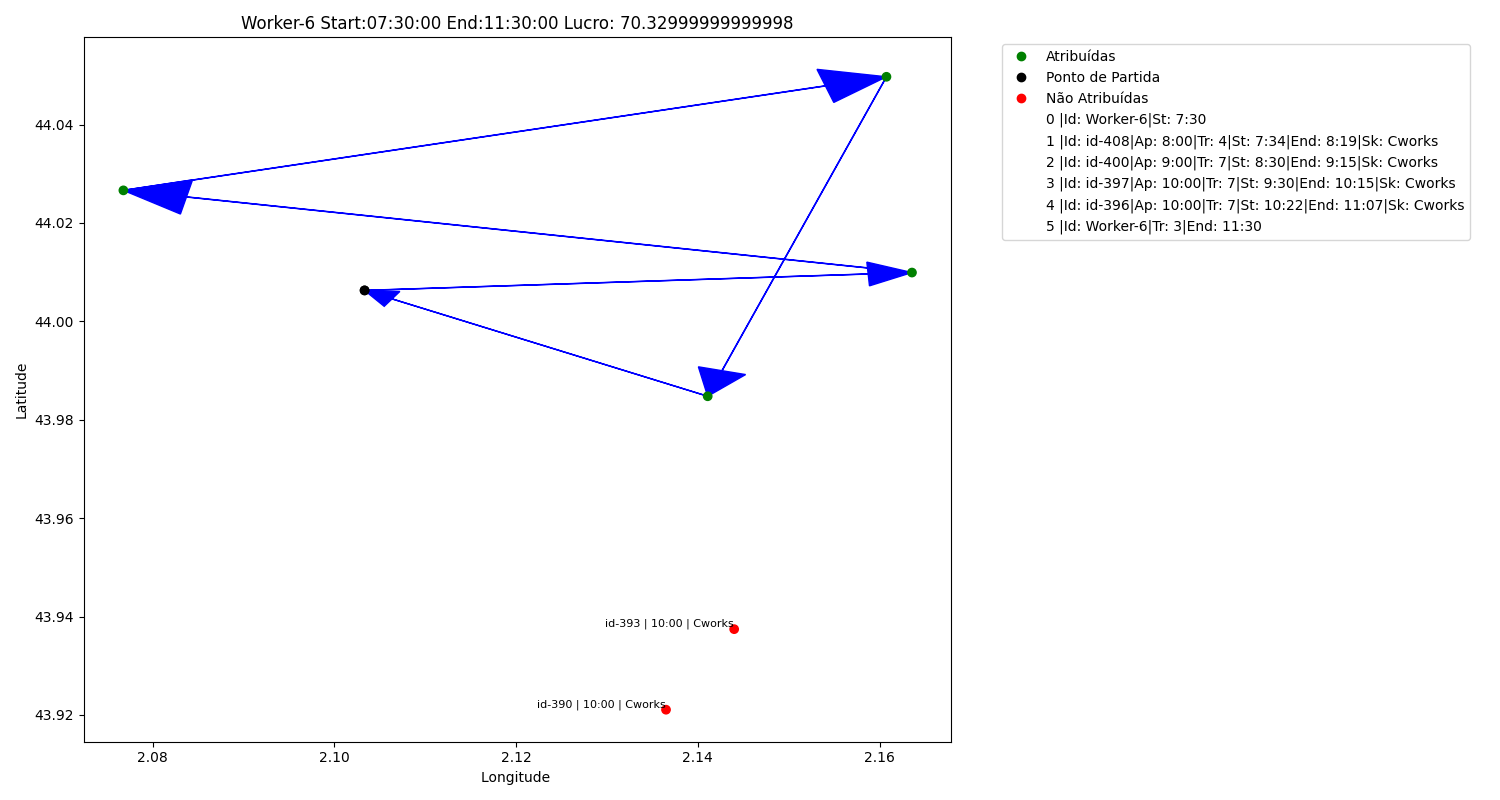 Worker-6 Start:07:30:00 End:11:30:00 Lucro: 70.32999999999998
Atribuídas
Ponto de Partida
Não Atribuídas
0 |Id: Worker-6|St: 7:30
1 |Id: id-408|Ap: 8:00|Tr: 4|St: 7:34|End: 8:19|Sk: Cworks
2 |Id: id-400|Ap: 9:00|Tr: 7|St: 8:30|End: 9:15|Sk: Cworks
3 |Id: id-397|Ap: 10:00|Tr: 7|St: 9:30|End: 10:15|Sk: Cworks
4 |Id: id-396|Ap: 10:00|Tr: 7|St: 10:22|End: 11:07|Sk: Cworks
5 |Id: Worker-6|Tr: 3|End: 11:30
44.04
44.02
44.00
43.98
43.96
43.94
43.92
Latitude
id-393 | 10:00 | Cworks
id-390 | 10:00 | Cworks
2.08
2.10
2.12
2.14
2.16
Longitude